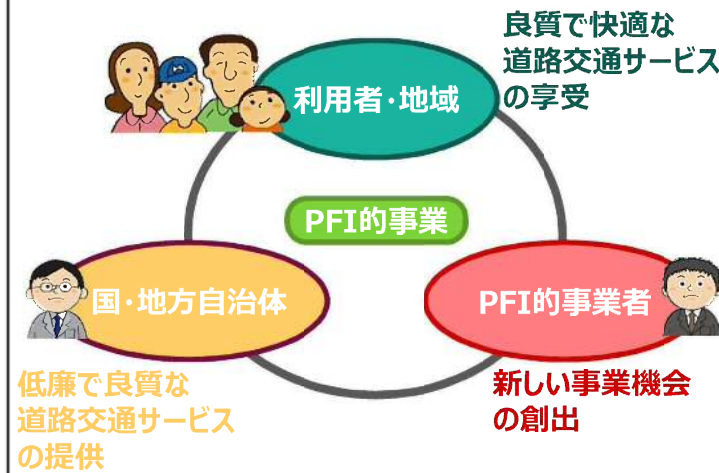 良質で快適な
道路交通サービス
の享受
利用者・地域
PFI的事業
国・地方自治体
PFI的事業者
低廉で良質な
道路交通サービス
の提供
新しい事業機会
の創出